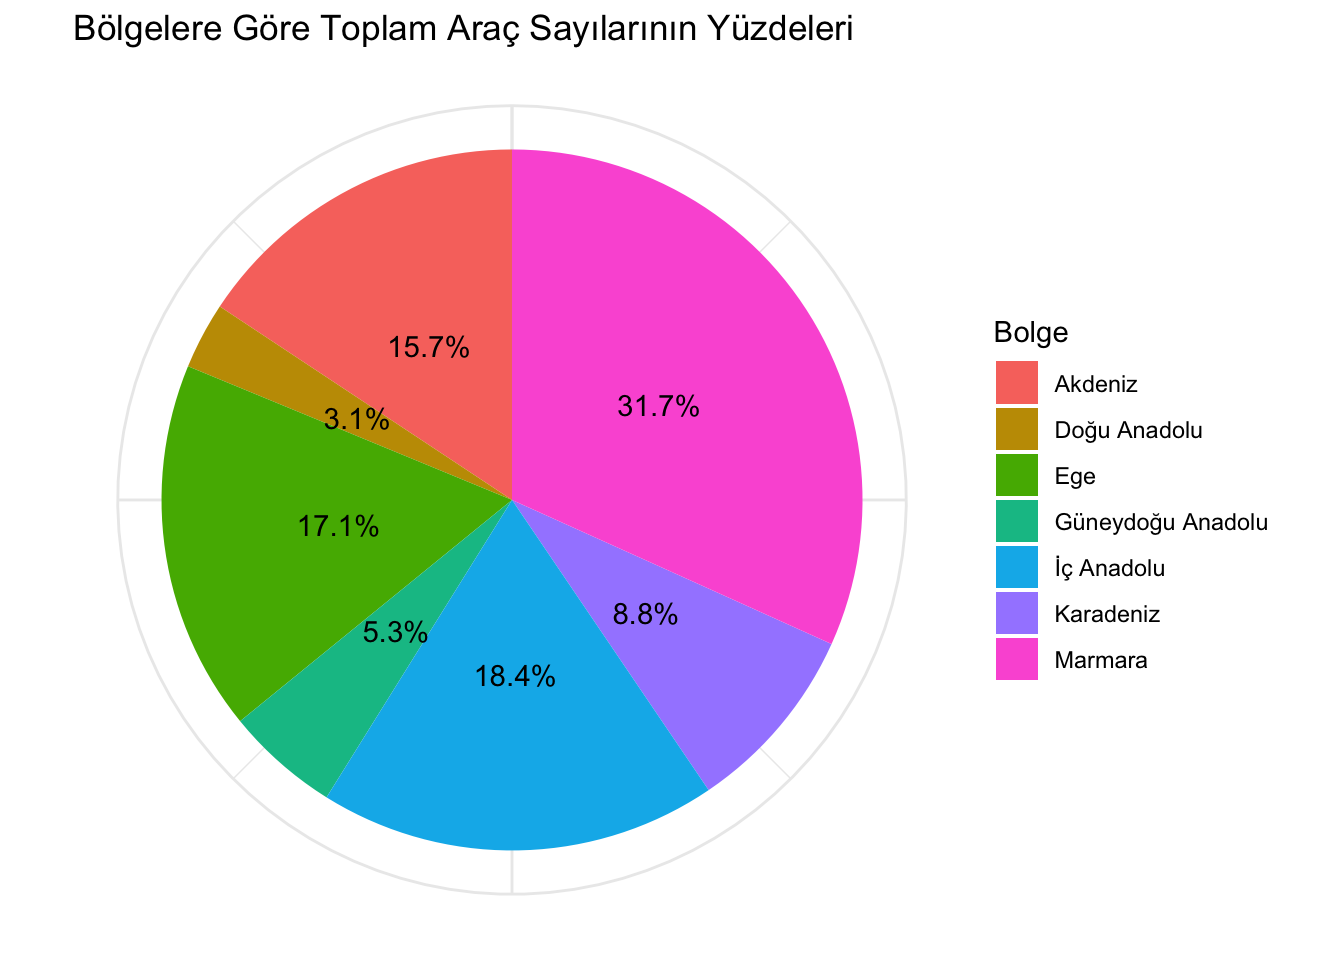 Bölgelere Göre Toplam Araç Sayılarının Yüzdeleri
15.7%
31.7%
3.1%
17.1%
5.3%
8.8%
18.4%
Bolge
Akdeniz
Doğu Anadolu
Ege
Güneydoğu Anadolu
İç Anadolu
Karadeniz
Marmara